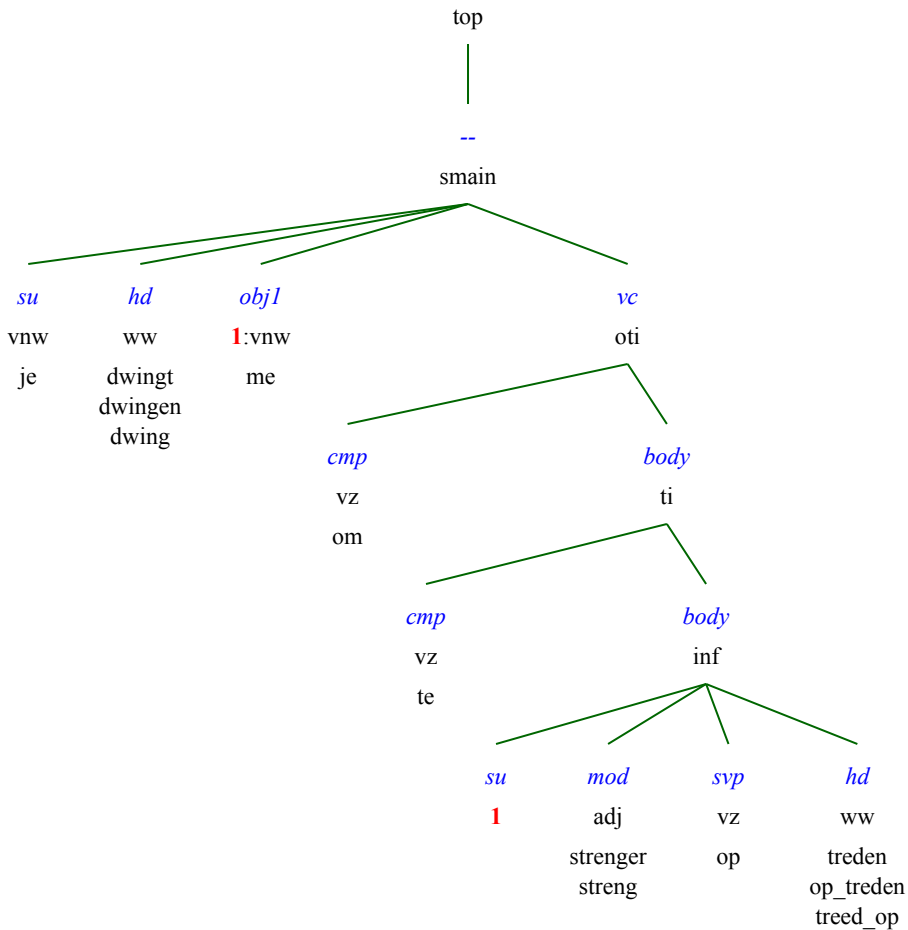 top
--
smain
su hd obj1 vc
vnw ww 1:vnw oti
je dwingt me
dwingen
dwing
cmp body
vz ti
om
cmp body
vz inf
te
su mod svp hd
1 adj vz ww
strenger op treden
streng op_treden
treed_op